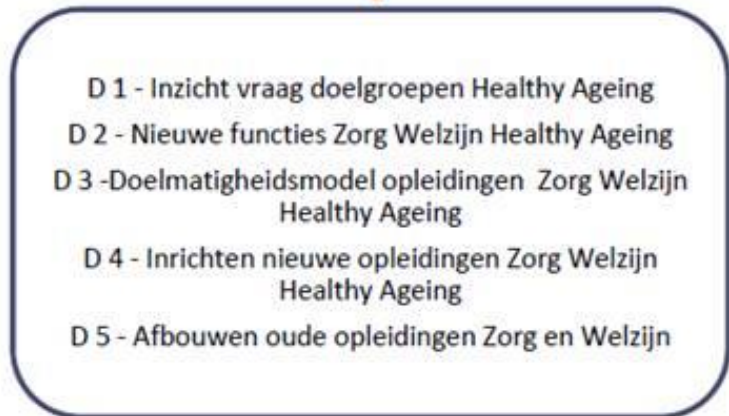 D 1 - Inzicht vraag doelgroepen Healthy Ageing
D 2 - Nieuwe functies Zorg Welzijn Healthy Ageing
D 3 -Doelmatigheidsmodel opleidingen Zorg Welzijn
Healthy Ageing
D 4 - Inrichten nieuwe opleidingen Zorg Welzijn
Healthy Ageing
D 5 - Afbouwen oude opleidingen Zorg en Welzijn